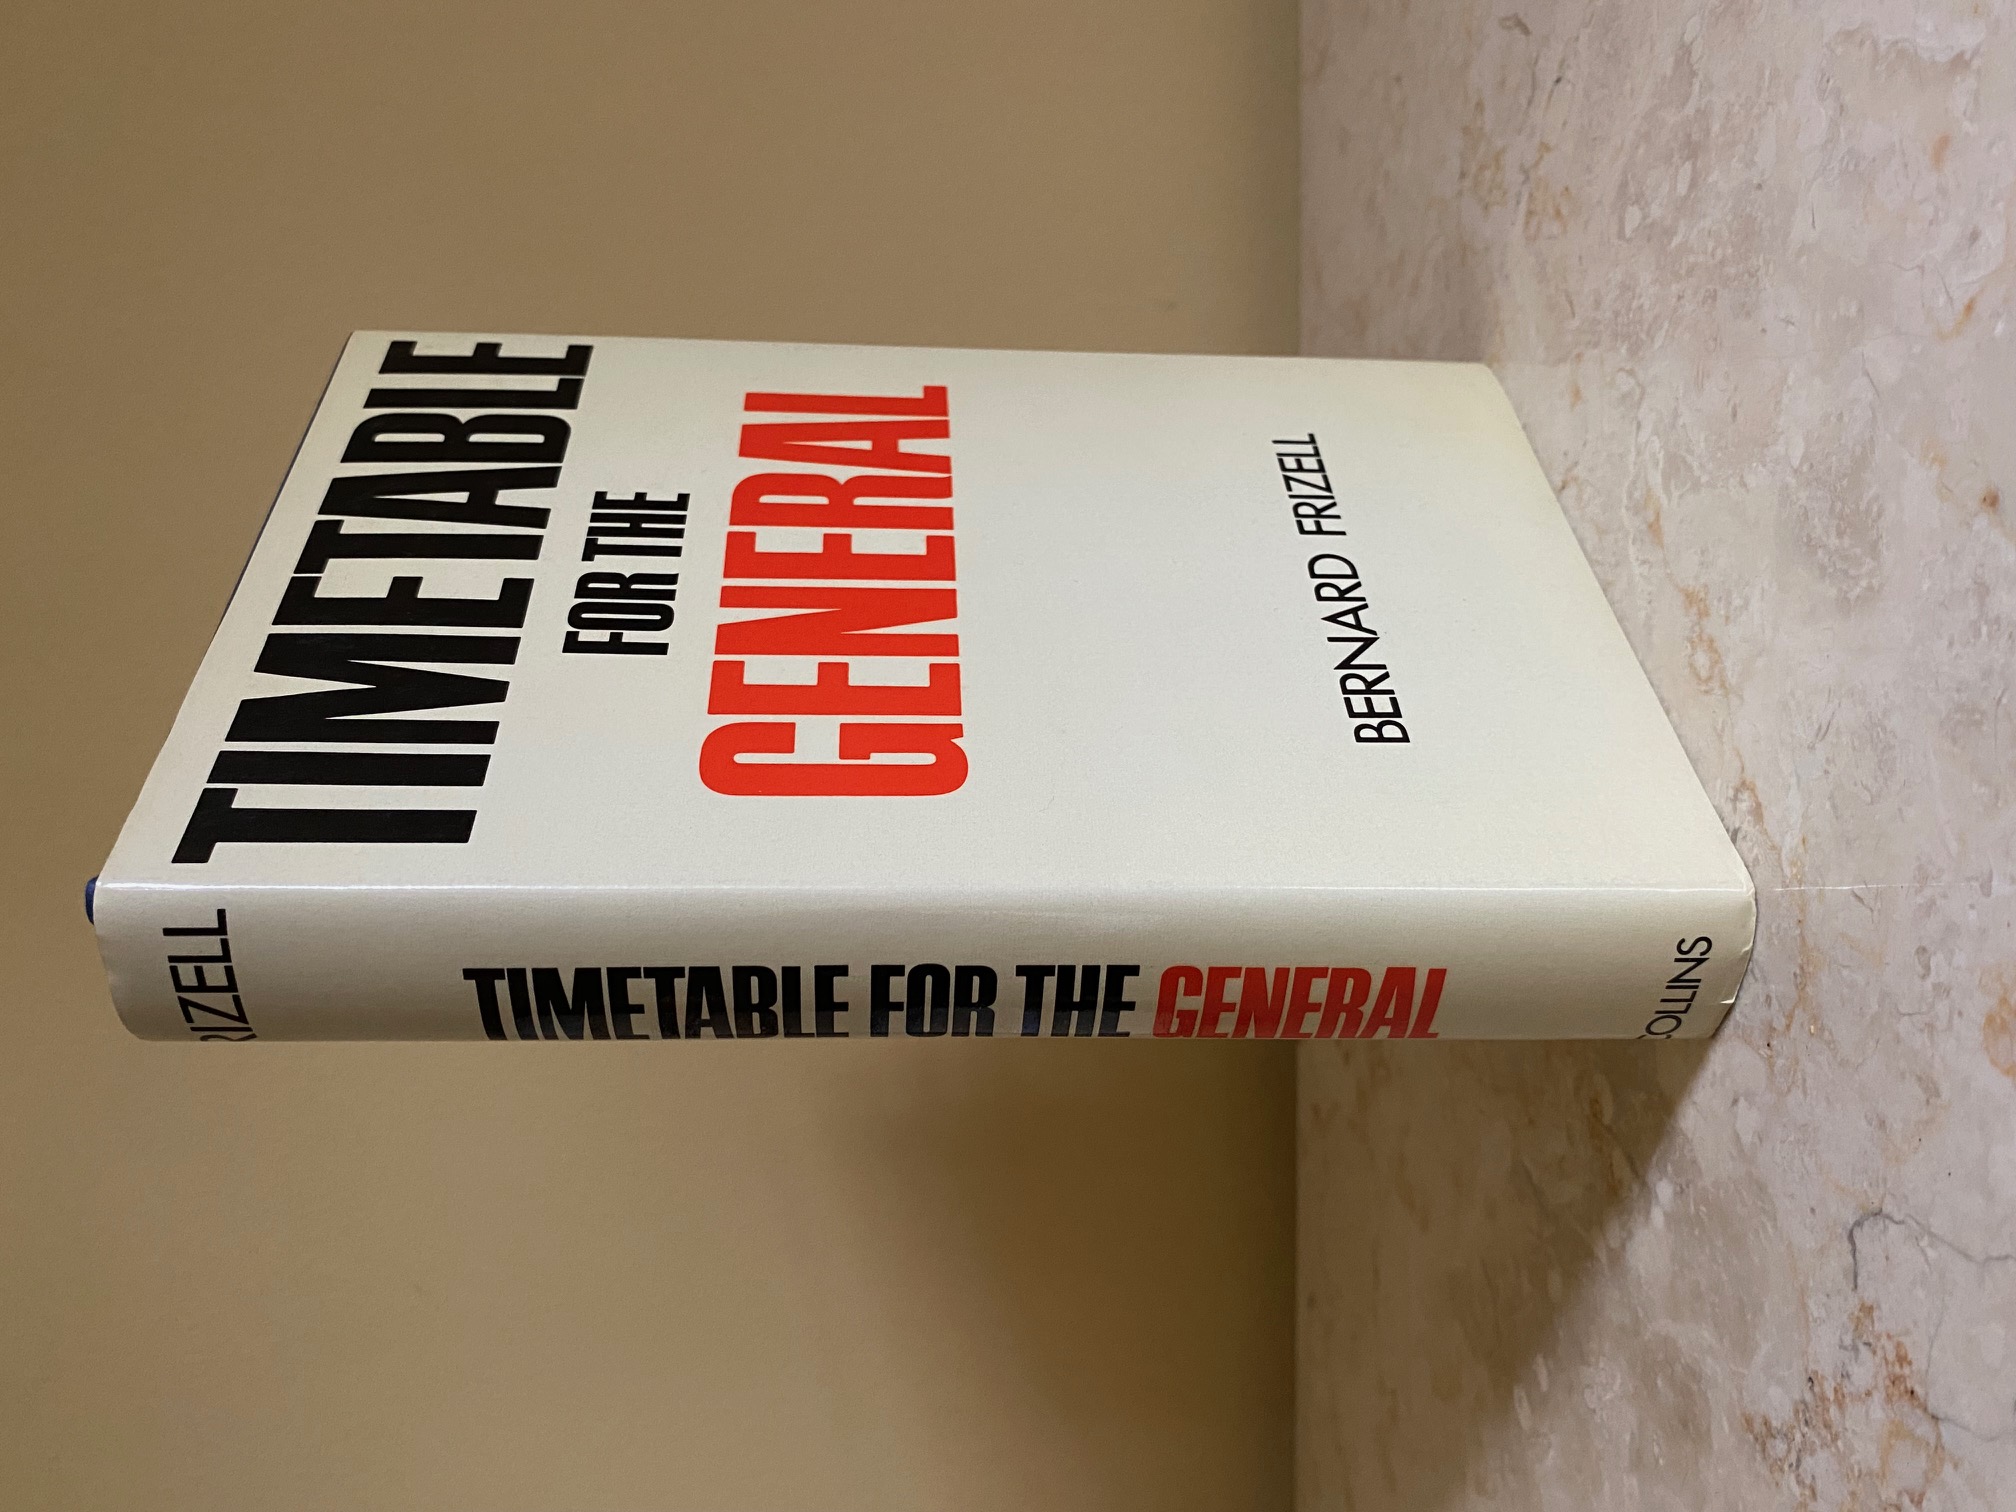 TIMETABLE
FOR THE
GENERAL
BERNARD FRIZELL
FRIZELL
TIMETABLE FOR THE GENERAL
COLLINS